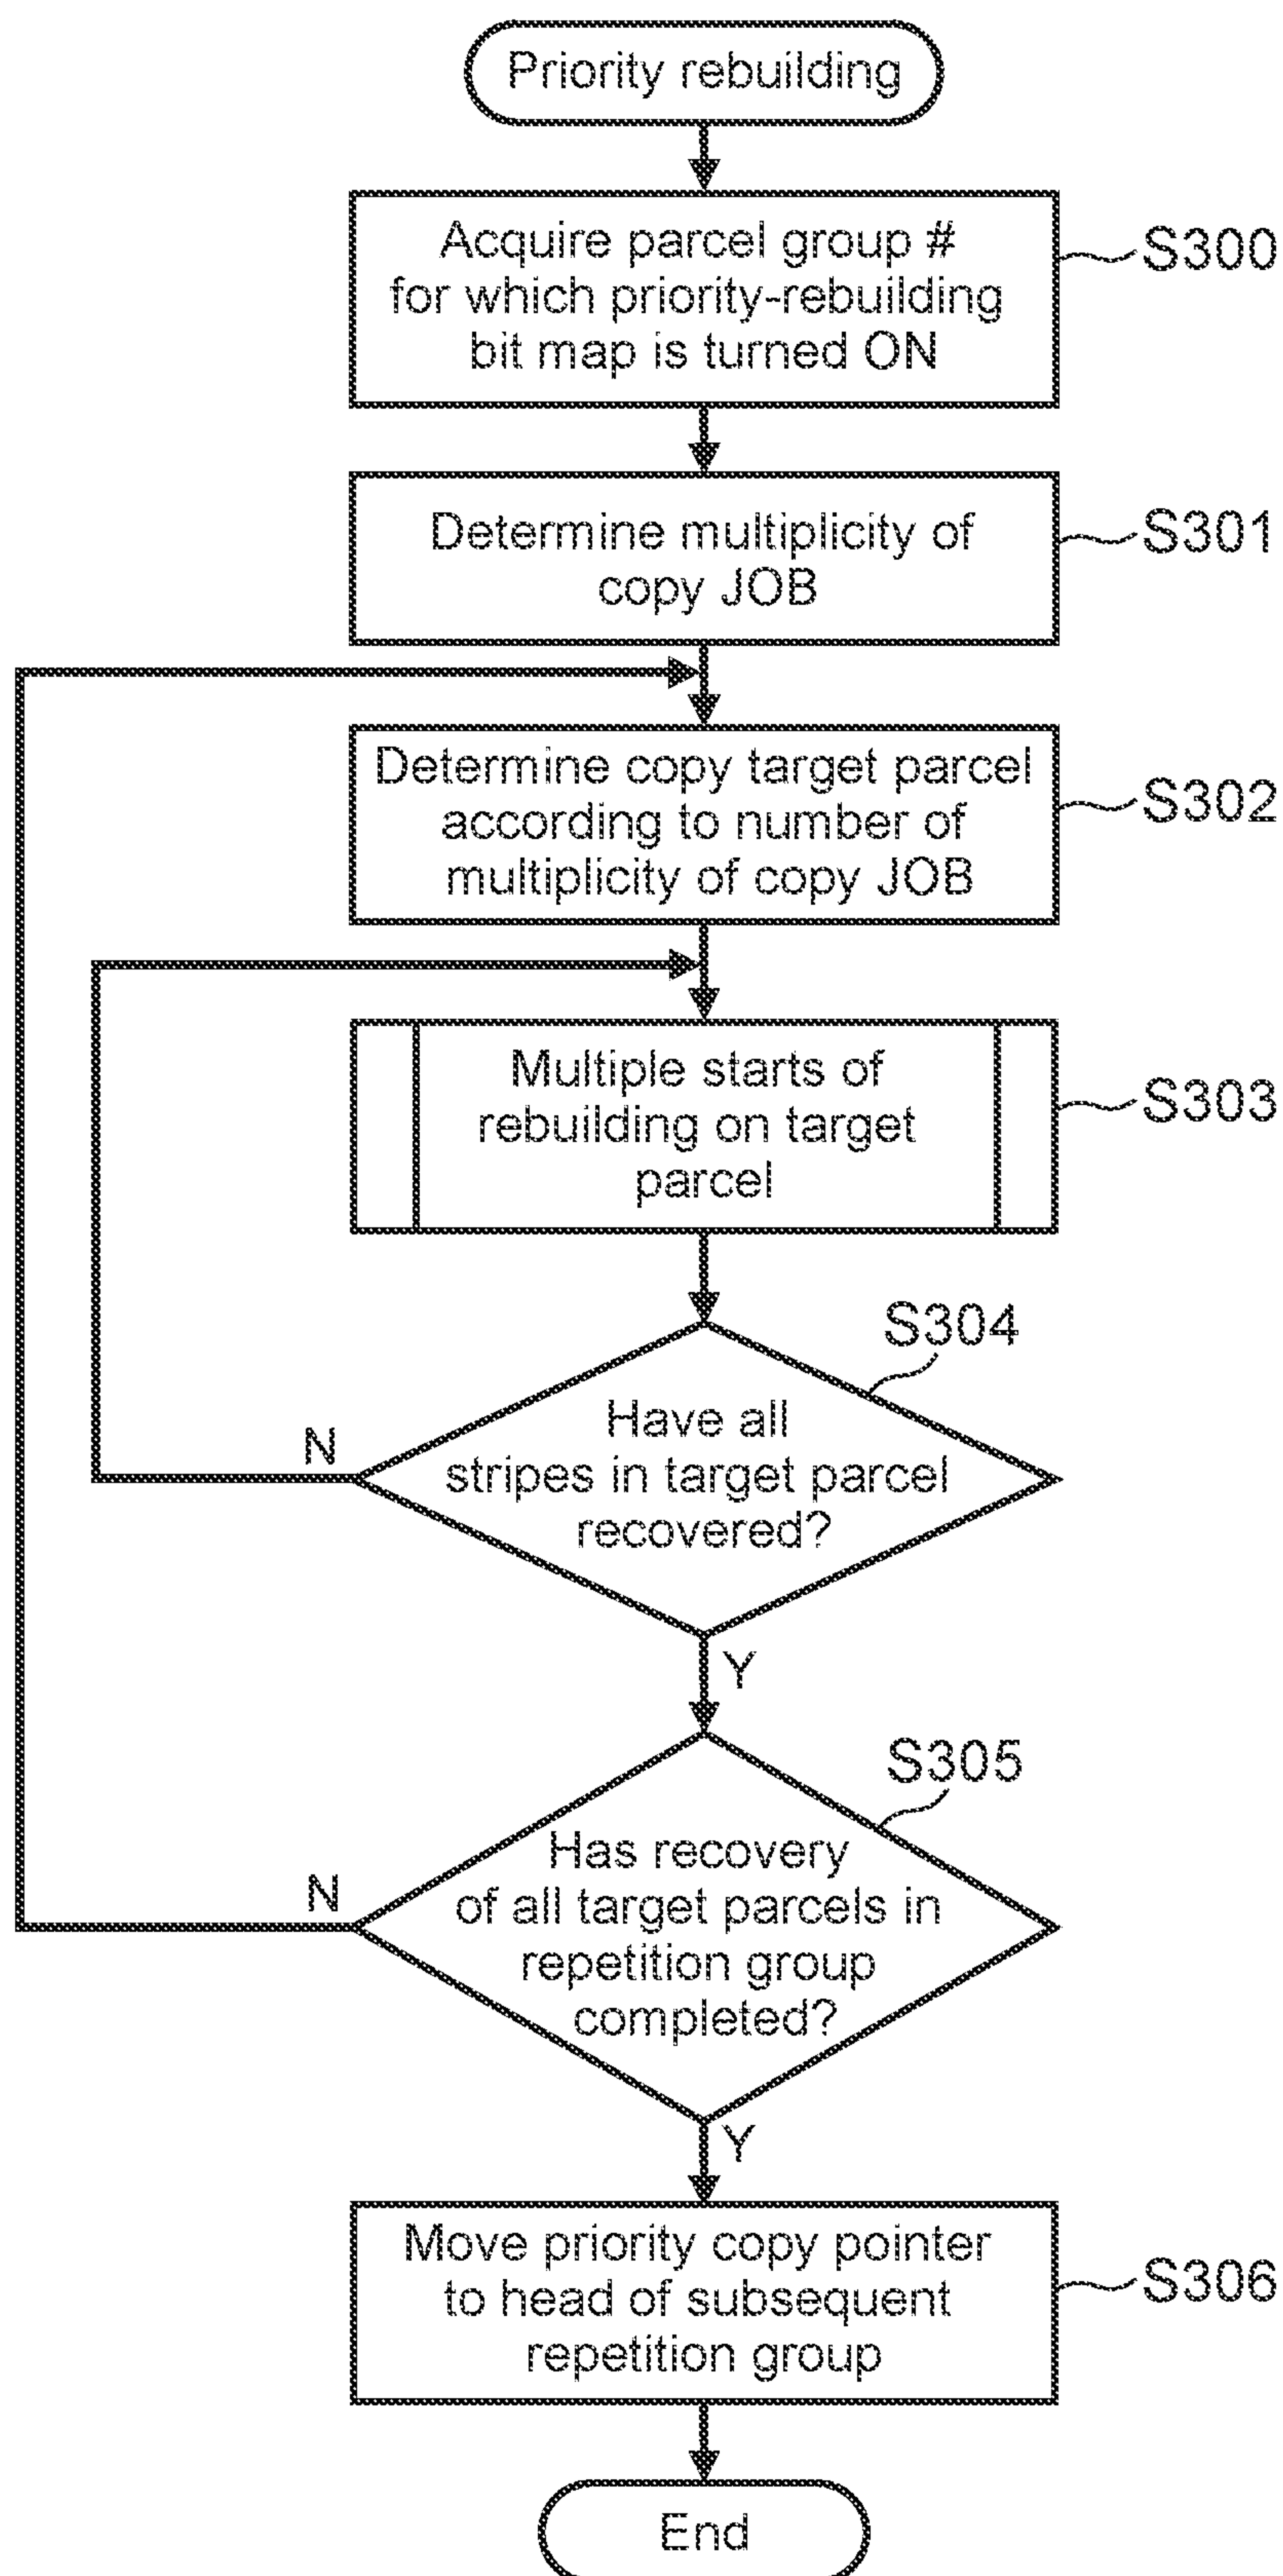 Priority rebuilding
Acquire parcel group #
for which priority-rebuilding
bit map is turned ON
S300
Determine multiplicity of
copy JOB
S301
Determine copy target parcel
according to number of
multiplicity of copy JOB
S302
Multiple starts of
rebuilding on target
parcel
S303
S304
Have all
stripes in target parcel
recovered?
N
Y
S305
Has recovery
of all target parcels in
repetition group
completed?
N
Y
Move priority copy pointer
to head of subsequent
repetition group
S306
End